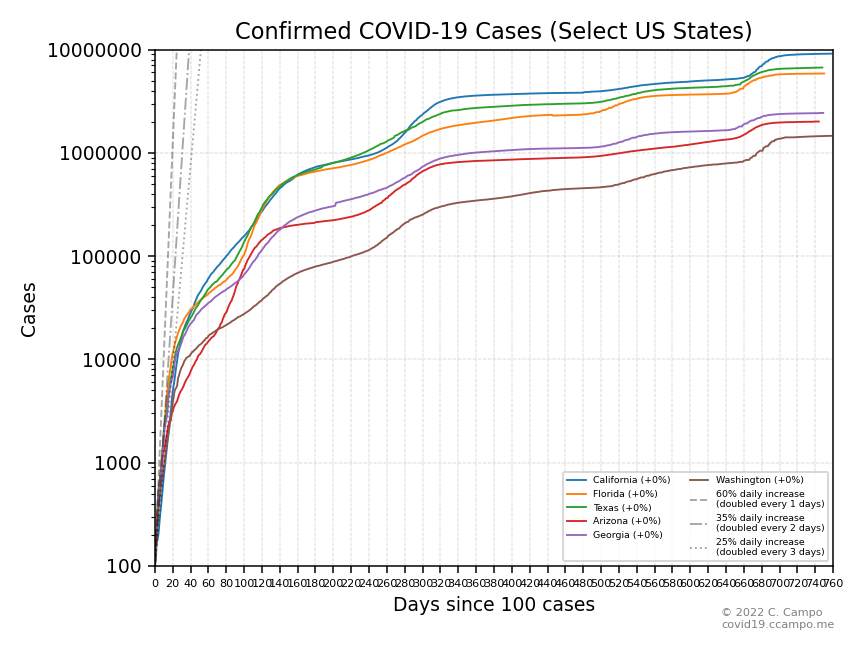 Confirmed COVID-19 Cases (Select US States)
10000000
1000000
100000
10000
1000
100
Cases
California (+0%)
Florida (+0%)
Texas (+0%)
Arizona (+0%)
Georgia (+0%)
Washington (+0%)
60% daily increase
(doubled every 1 days)
35% daily increase
(doubled every 2 days)
25% daily increase
(doubled every 3 days)
0 20 40 60 80 100 120 140 160 180 200 220 240 260 280 300 320 340 360 380 400 420 440 460 480 500 520 540 560 580 600 620 640 660 680 700 720 740 760
Days since 100 cases
© 2022 C. Campo
covid19.ccampo.me